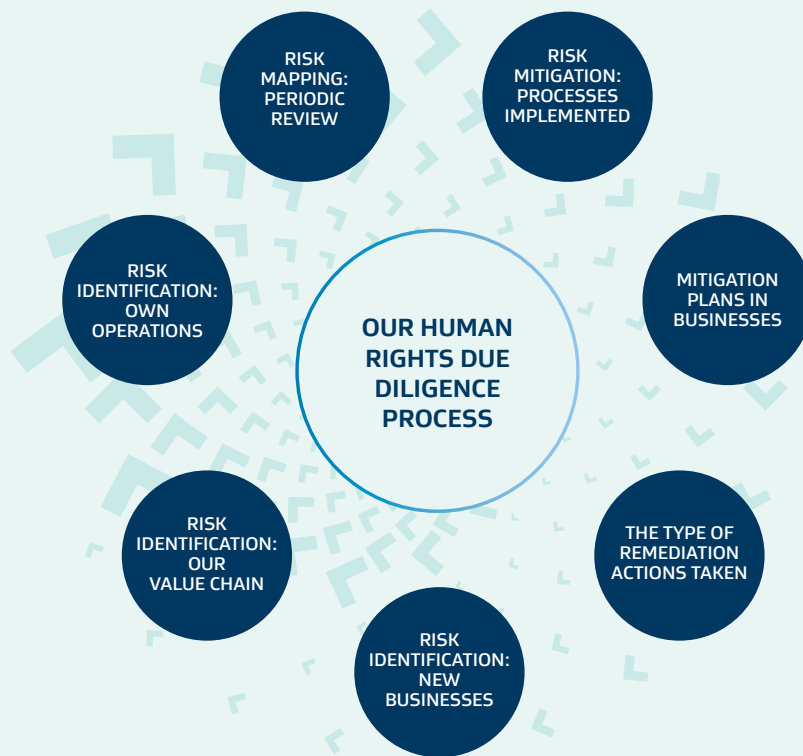 RISK
MAPPING:
PERIODIC
REVIEW
RISK
MITIGATION:
PROCESSES
IMPLEMENTED
RISK
IDENTIFICATION:
OWN
OPERATIONS
MITIGATION
PLANS IN
BUSINESSES
OUR HUMAN
RIGHTS DUE
DILIGENCE
PROCESS
RISK
IDENTIFICATION:
OUR
VALUE CHAIN
THE TYPE OF
REMEDIATION
ACTIONS TAKEN
RISK
IDENTIFICATION:
NEW
BUSINESSES